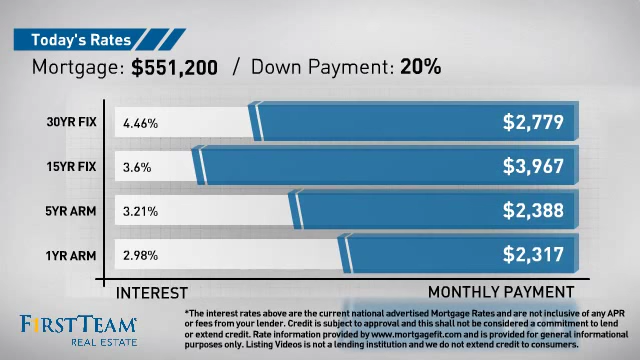 Today's Rates
Mortgage: $551,200 / Down Payment: 20%
30YR FIX 4.46% $2,779
15YR FIX 3.6% $3,967
5YR ARM 3.21% $2,388
1YR ARM 2.98% $2,317
INTEREST MONTHLY PAYMENT
FIRSTTEAM®
REAL ESTATE
*The interest rates above are the current national advertised Mortgage Rates and are not inclusive of any APR
or fees from your lender. Credit is subject to approval and this shall not be considered a commitment to lend
or extend credit. Rate information provided by www.mortgagefit.com and is provided for general informational
purposes only. Listing Videos is not a lending institution and we do not extend credit to consumers.